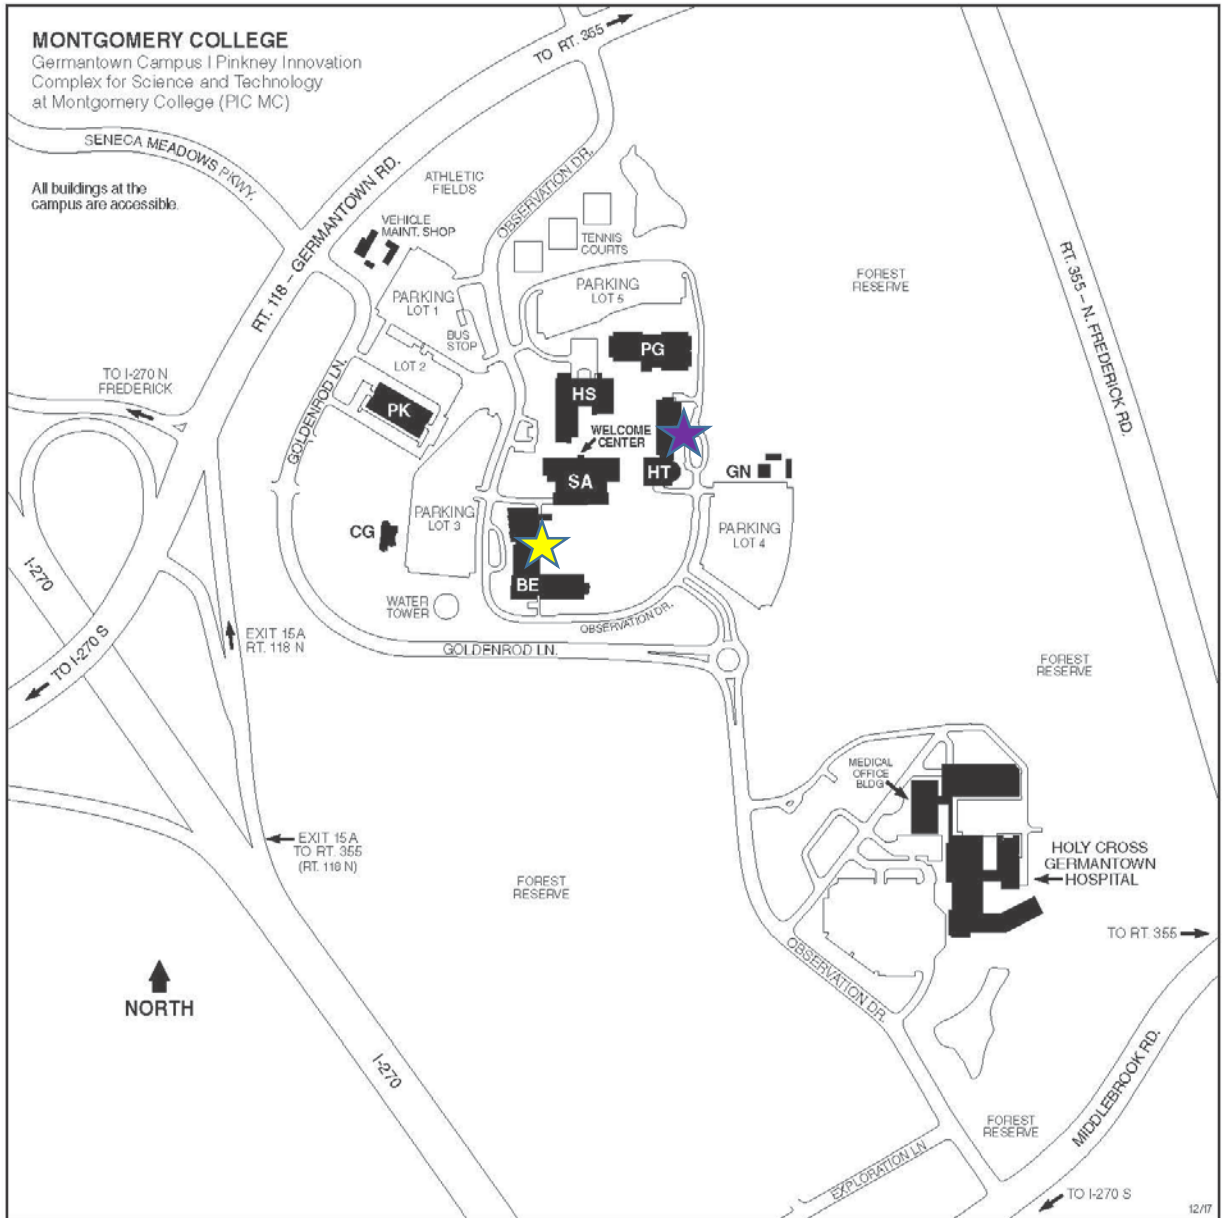 MONTGOMERY COLLEGE
Germantown Campus | Pinkney Innovation
Complex for Science and Technology
at Montgomery College (PIC MC)
TO RT. 355
SENECA MEADOWS PKWY.
All buildings at the
campus are accessible.
RT. 118 – GERMANTOWN RD.
ATHLETIC
FIELDS
OBSERVATION DR.
VEHICLE
MAINT. SHOP
TENNIS
COURTS
PARKING
LOT 5
PARKING
LOT 1
BUS
STOP
FOREST
RESERVE
RT. 355 – N. FREDERICK RD.
PG
LOT 2
TO I-270 N
FREDERICK
GOLDENROD LN.
PK
HS
WELCOME
CENTER
SA
HT
GN
PARKING
LOT 3
CG
PARKING
LOT 4
BE
WATER
TOWER
OBSERVATION DR.
GOLDENROD LN.
I-270
TO I-270 S
EXIT 15A
RT. 118 N
FOREST
RESERVE
MEDICAL
OFFICE
BLDG
EXIT 15A
TO RT. 355
(RT. 118 N)
HOLY CROSS
GERMANTOWN
HOSPITAL
FOREST
RESERVE
TO RT. 355
OBSERVATION DR.
NORTH
I-270
MIDDLEBROOK RD.
FOREST
RESERVE
EXPLORATION LN
TO I-270 S
12/17